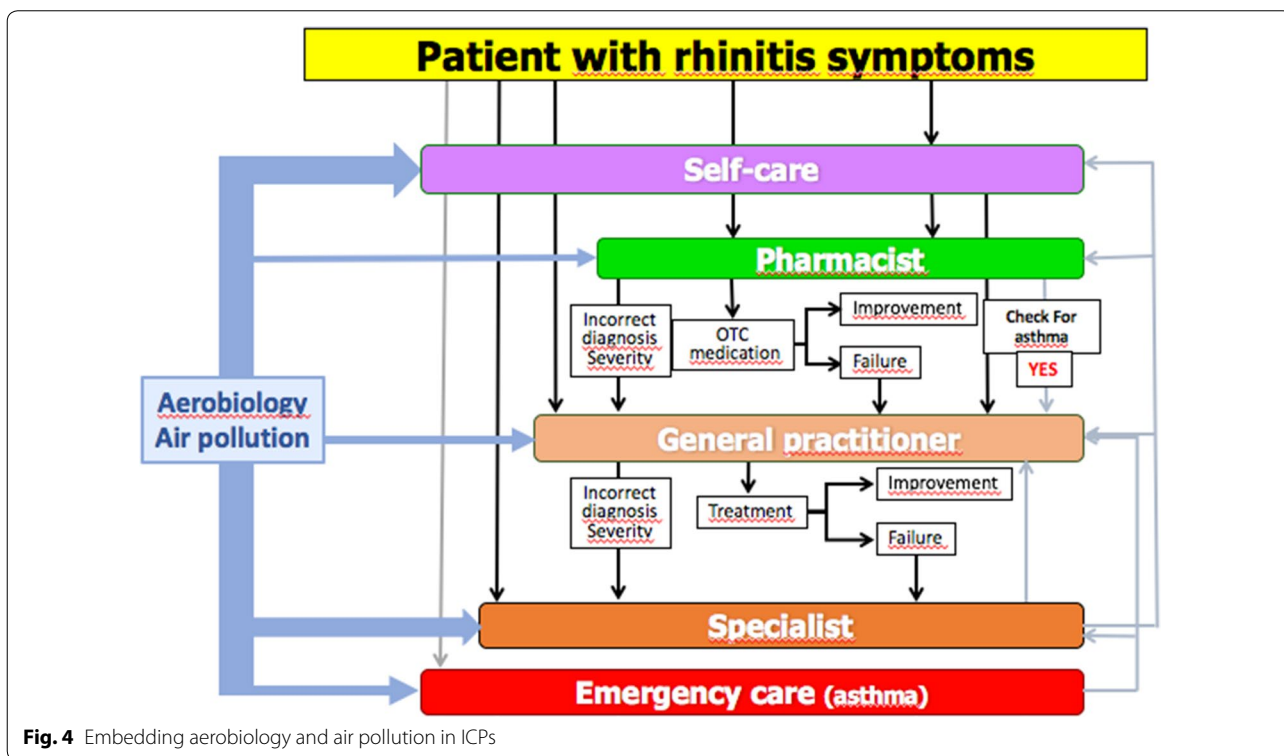 Patient with rhinitis symptoms
Self-care
Pharmacist
Incorrect
diagnosis
Severity
OTC
medication
Improvement
Failure
Check For
asthma
YES
Aerobiology
Air pollution
General practitioner
Incorrect
diagnosis
Severity
Treatment
Improvement
Failure
Specialist
Emergency care (asthma)
Fig. 4 Embedding aerobiology and air pollution in ICPs